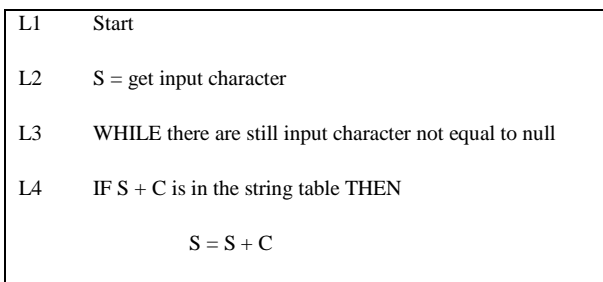 L1 Start
L2 S = get input character
L3 WHILE there are still input character not equal to null
L4 IF S + C is in the string table THEN
S = S + C